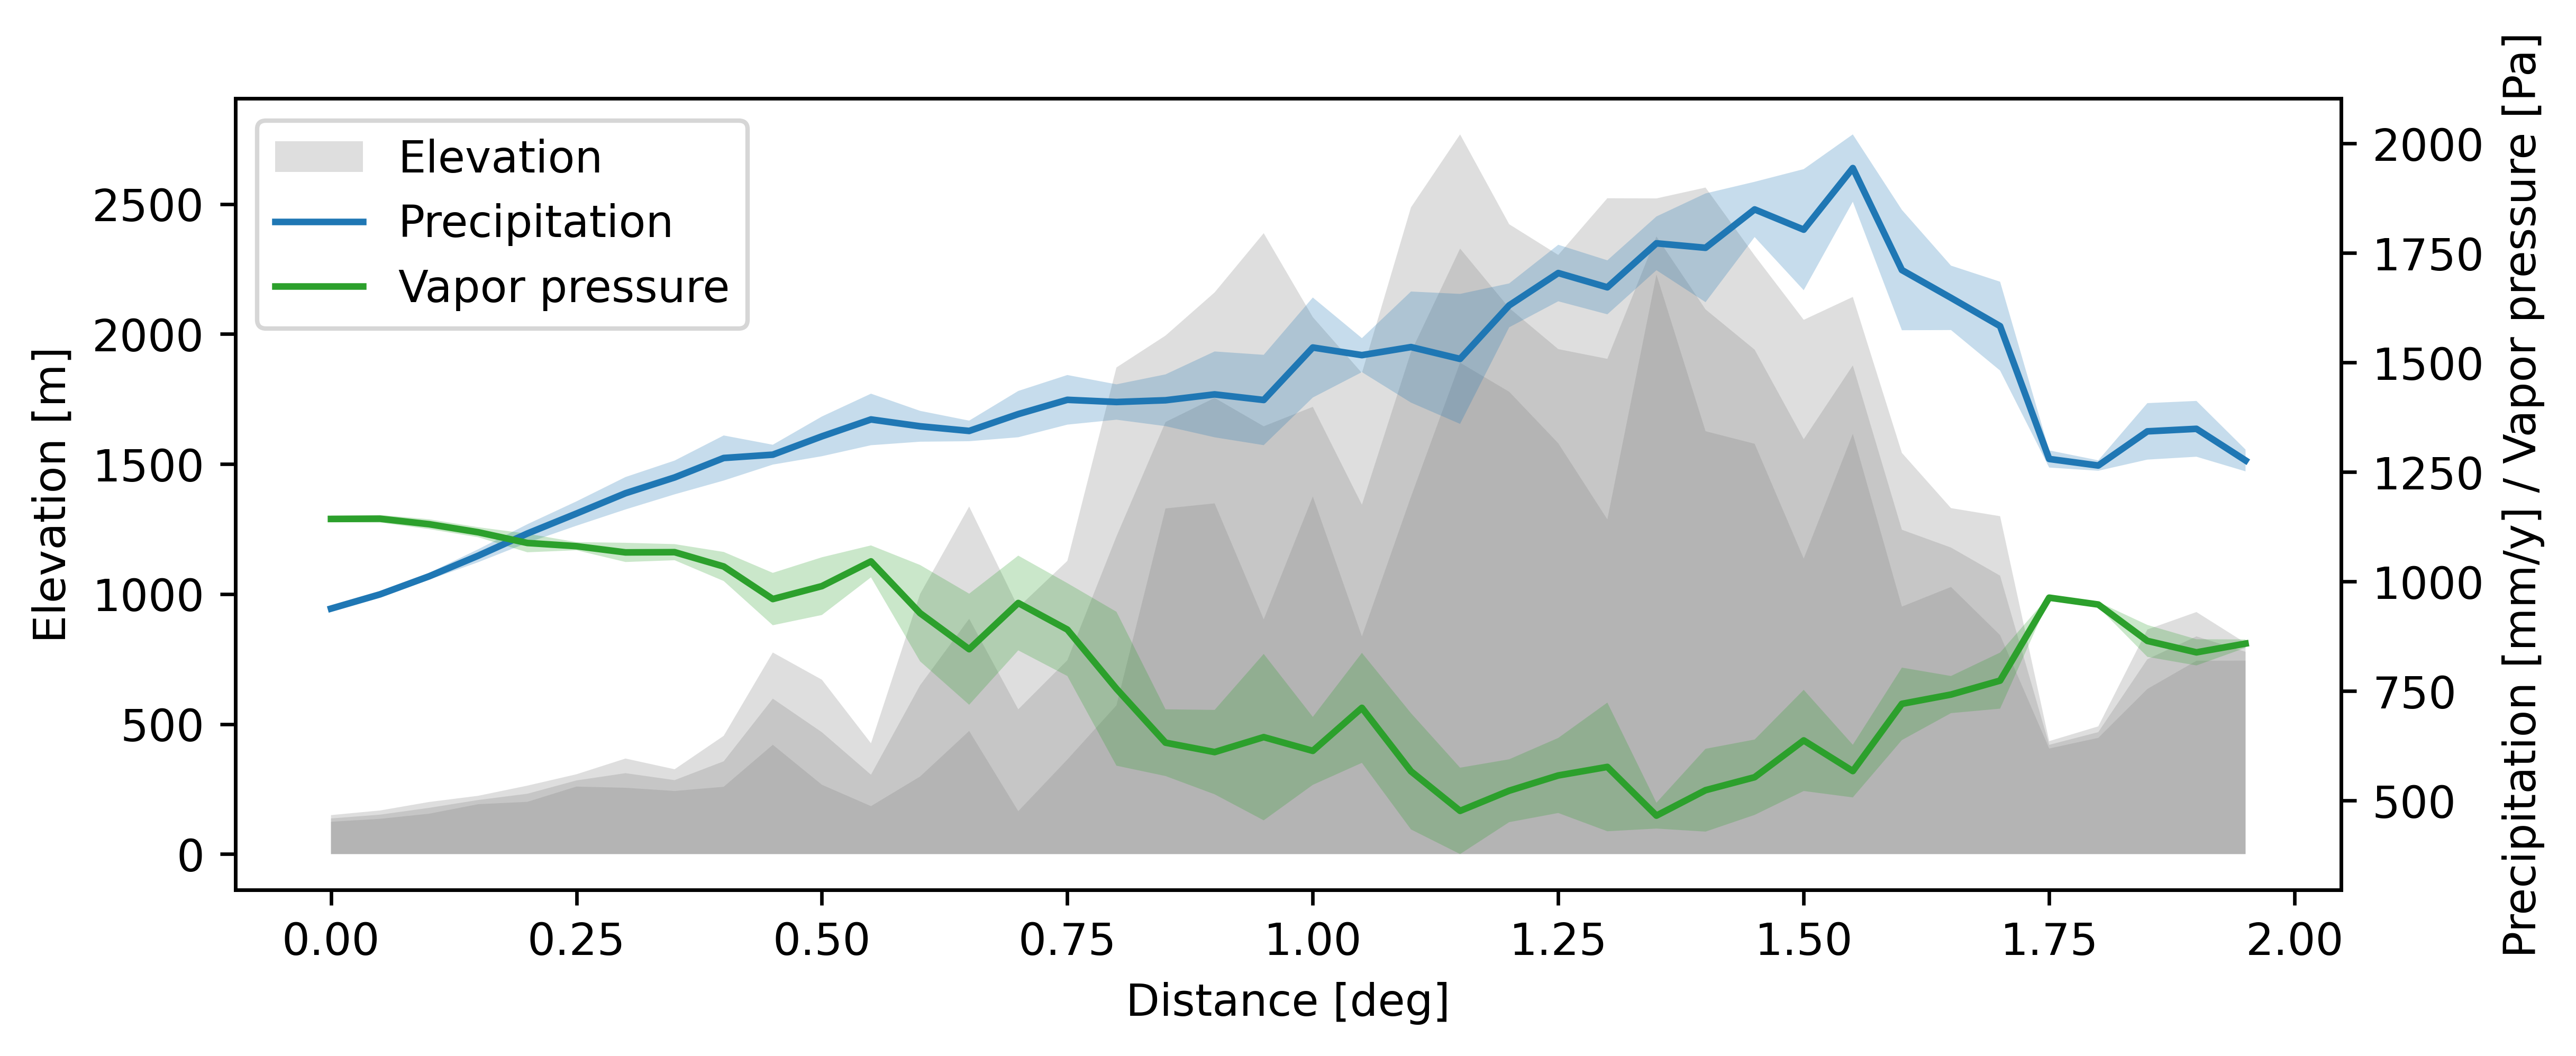 Elevation
Precipitation
Vapor pressure
Elevation [m]
2500
2000
1500
1000
500
0
Precipitation [mm/y] / Vapor pressure [Pa]
2000
1750
1500
1250
1000
750
500
0.00 0.25 0.50 0.75 1.00 1.25 1.50 1.75 2.00
Distance [deg]